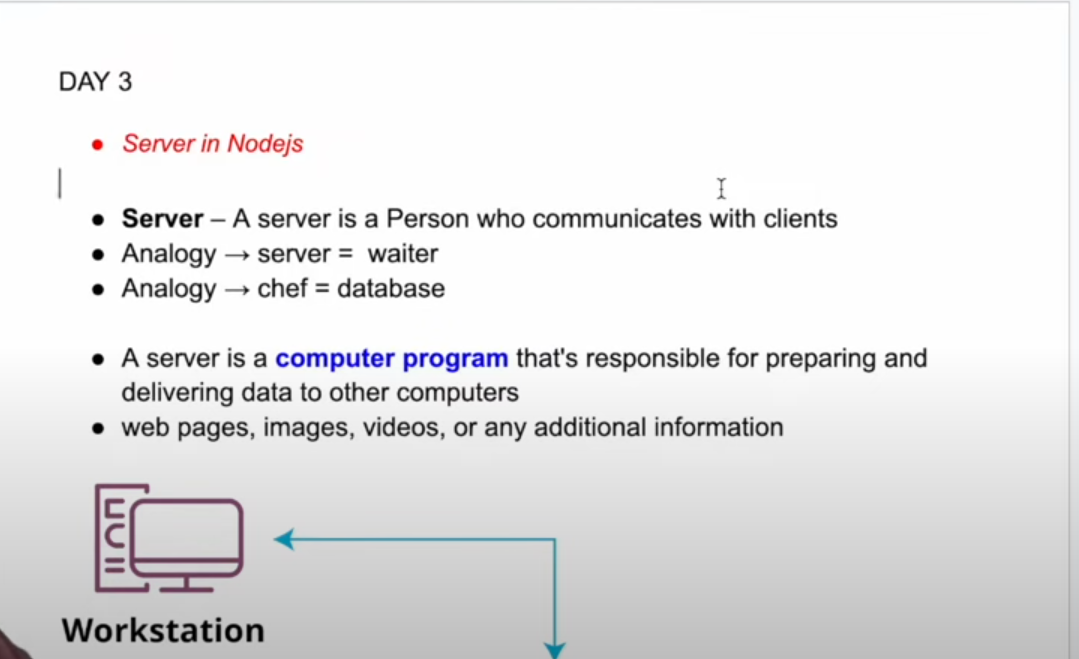 DAY 3
● Server in Nodejs
● Server – A server is a Person who communicates with clients
● Analogy → server =  waiter
● Analogy → chef = database
● A server is a computer program that's responsible for preparing and
delivering data to other computers
● web pages, images, videos, or any additional information
Workstation